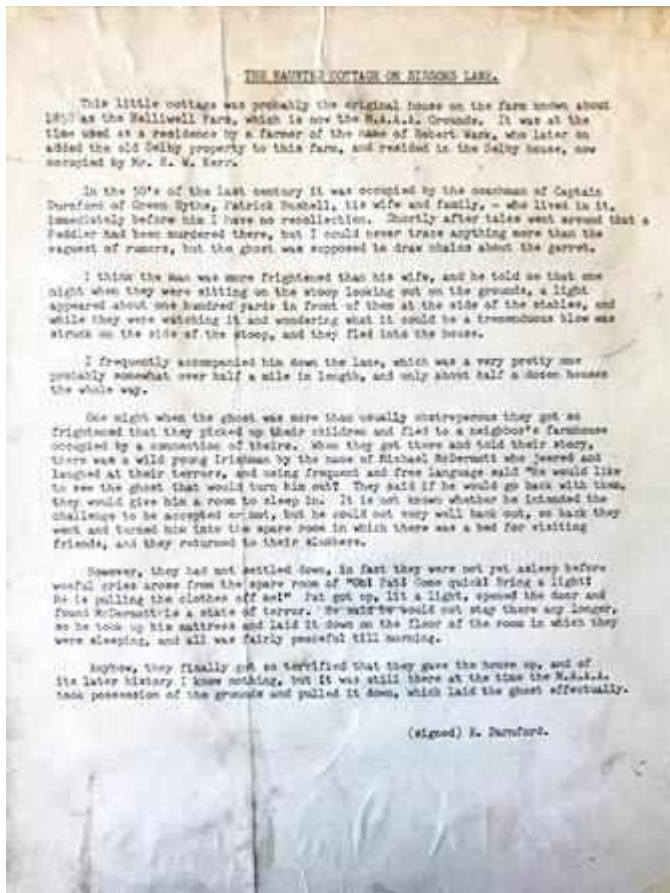 THE HAUNTED COTTAGE ON SISSONS LANE.
This little cottage was probably the original house on the farm known about
as the Halliwell Farm, which is now the M.A.A.A. Grounds. It was at the
time used as a residence by a farmer of the name of Robert Wark, who later on
added the old Selby property to this farm, and resided in the Selby house, now
occupied by Mr. W. Kerr.
In the 50's of the last century it was occupied by the coachman of Captain
Durnford of Green Hythe, Patrick Bushell, his wife and family, - who lived in it,
immediately before him I have no recollection. Shortly after tales went around that a
Peddler had been murdered there, but I could never trace anything more than the
vaguest of rumors, but the ghost was supposed to draw chains about the garret.
I think the man was more frightened than his wife, and he told me that one
night when they were sitting on the stoop looking out on the grounds, a light
appeared about one hundred yards in front of them at the side of the stables, and
while they were watching it and wondering what it could be a tremendous blow was
struck on the side of the stoop, and they fled into the house.
I frequently accompanied him down the lane, which was a very pretty one
probably somewhat over half a mile in length, and only about half a dozen houses
the whole way.
One night when the ghost was more than usually obstreperous they got so
frightened that they picked up their children and fled to a neighbor's farmhouse
occupied by a connection of theirs. When they got there and told their story,
there was a wild young Irishman by the name of Michael McDermott who jeered and
laughed at their terrors, and using frequent and free language said "He would like
to see the ghost that would turn him out? They said if he would go back with them,
they would give him a room to sleep in. It is not known whether he intended the
challenge to be accepted or not, but he could not very well back out, so back they
went and turned him into the spare room in which there was a bed for visiting
friends, and they returned to their slumbers.
However, they had not settled down, in fact they were not yet asleep before
woeful cries arose from the spare room of "Oh! Pat! Come quick! Bring a light!
He is pulling the clothes off me!" Pat got up, lit a light, opened the door and
found McDermott in a state of terror. He said he would not stay there any longer,
so he took up his mattress and laid it down on the floor of the room in which they
were sleeping, and all was fairly peaceful till morning.
Anyhow, they finally got so terrified that they gave the house up, and of
its later history I know nothing, but it was still there at the time the M.A.A.A.
took possession of the grounds and pulled it down, which laid the ghost effectually.
(signed) Durnford.